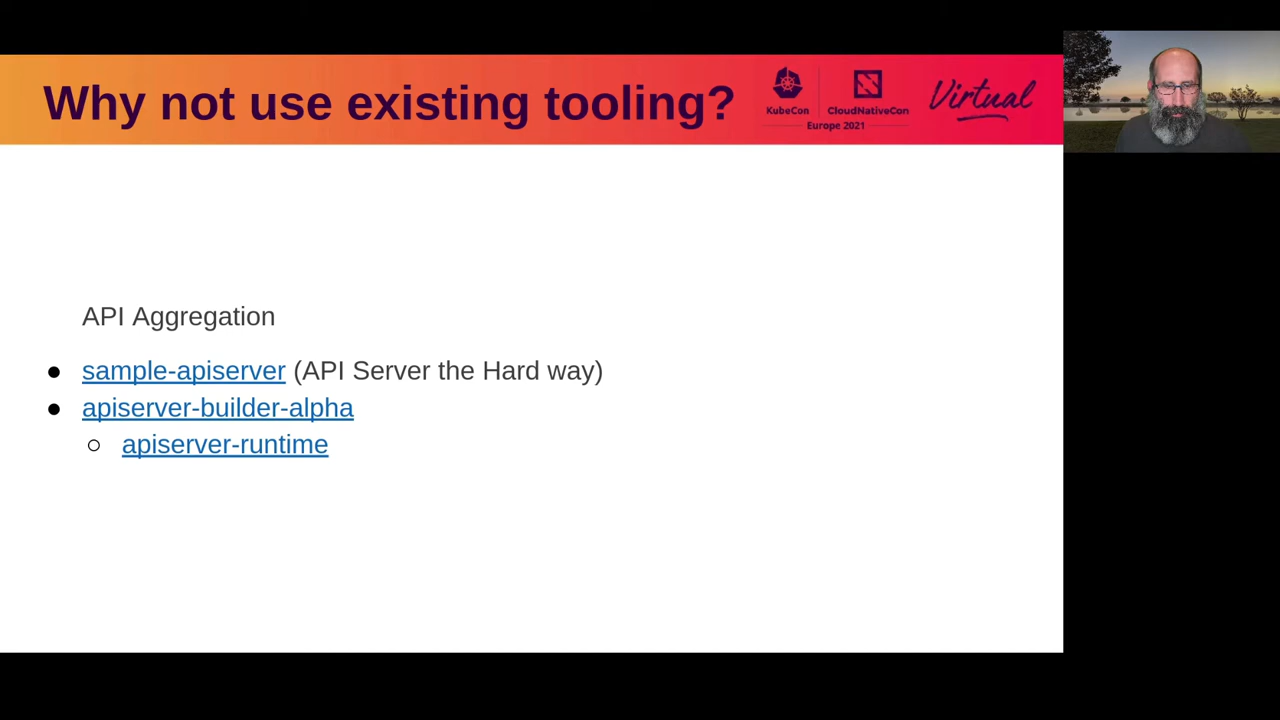 Why not use existing tooling?
KubeCon
CloudNativeCon
Europe 2021
Virtual
API Aggregation
● sample-apiserver (API Server the Hard way)
● apiserver-builder-alpha
○ apiserver-runtime